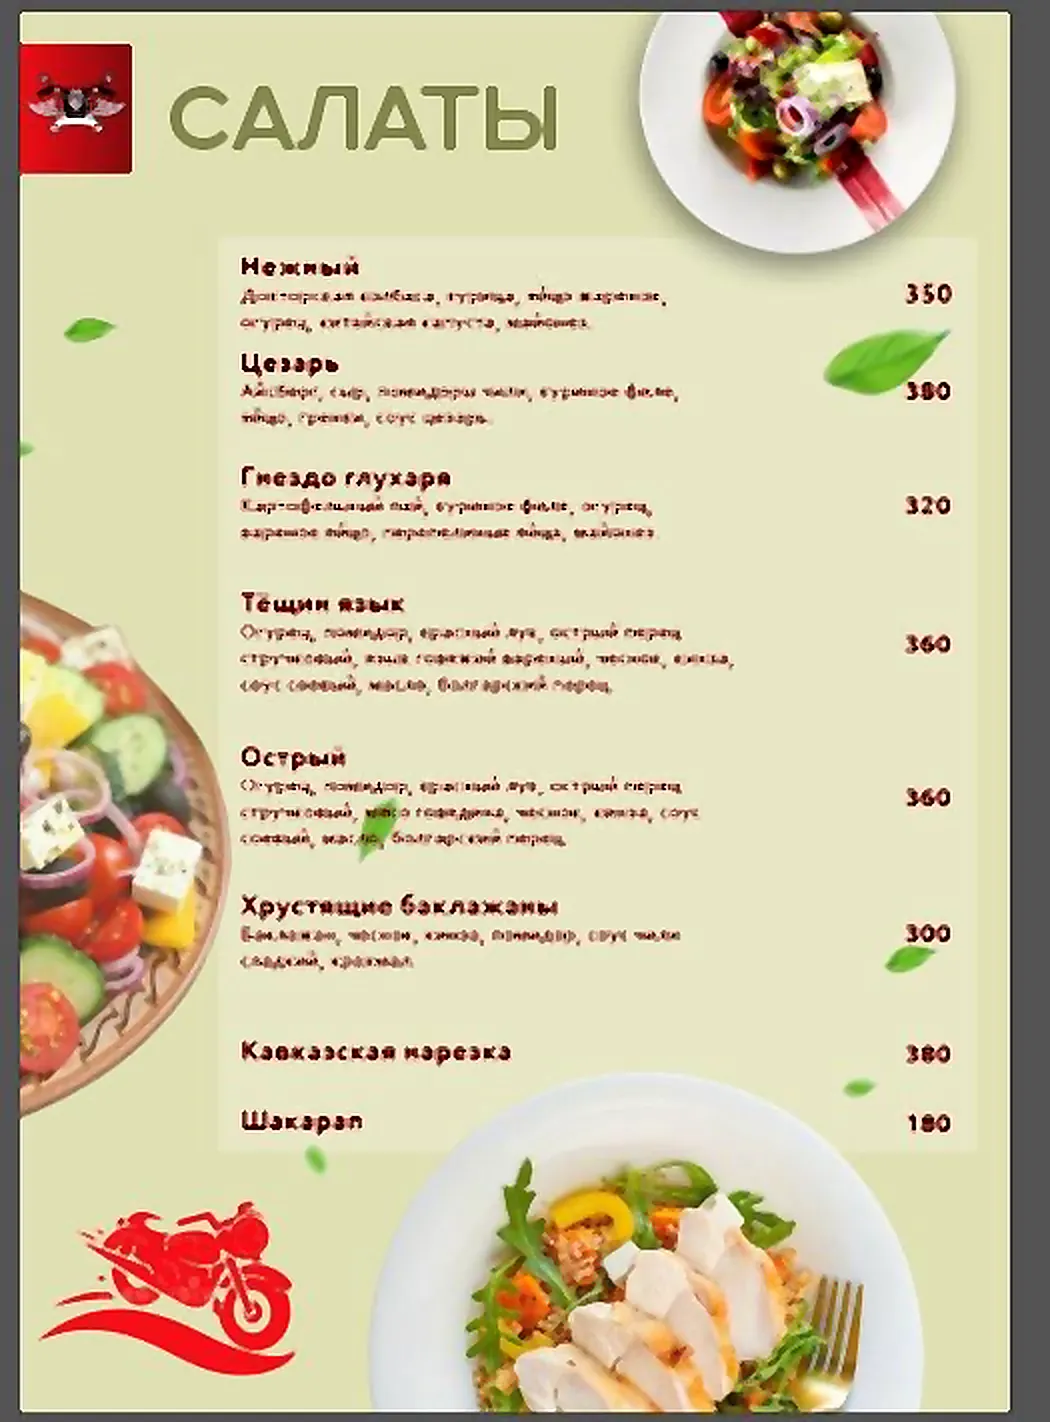 САЛАТЫ
Нежный
Докторская колбаса, курица, яйцо жареное,
350
огурец, китайская капуста, майонез.
Цезарь
Айсберг, сыр, помидоры чили, куриное филе,
380
яйцо, гренки, соус цезарь.
Гнездо глухаря
Картофельный пай, куриное филе, огурец,
320
вареное яйцо, перепелиные яйца, майонез.
Тёщин язык
Огурец, помидор, красный лук, острый перец
360
стручковый, язык говяжий вареный, чеснок, кинза,
соус соевый, масло, болгарский перец.
Острый
Огурец, помидор, красный лук, острый перец
360
стручковый, мясо говядина, чеснок, кинза, соус
соевый, масло, болгарский перец.
Хрустящие баклажаны
Баклажан, чеснок, кинза, помидор, соус чили
300
сладкий, крахмал.
Кавказская нарезка
380
Шакарап
180